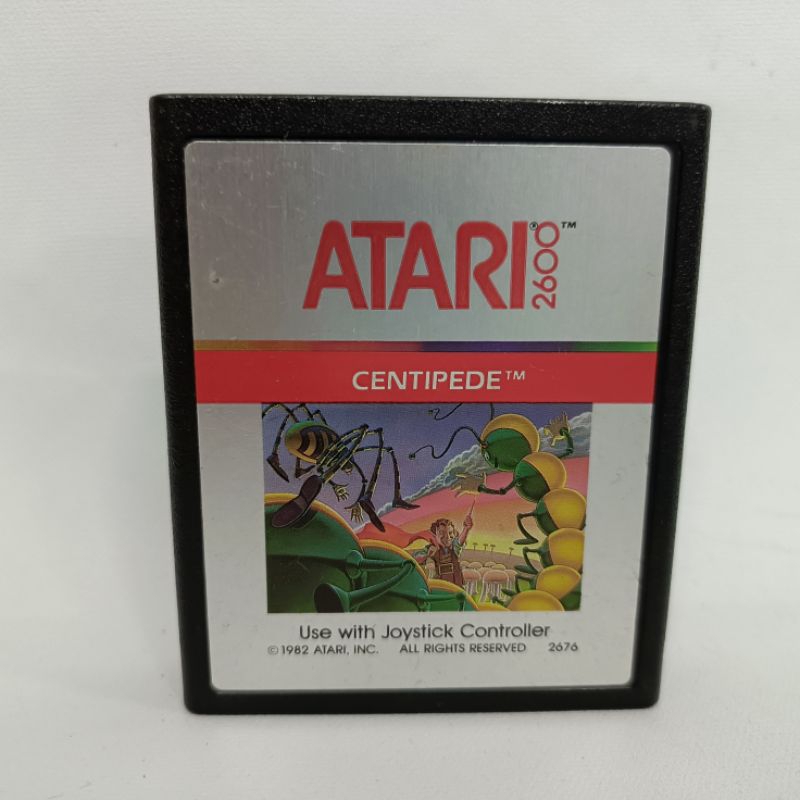 ATARI® 2600™
CENTIPEDE™
Use with Joystick Controller
© 1982 ATARI, INC. ALL RIGHTS RESERVED 2676